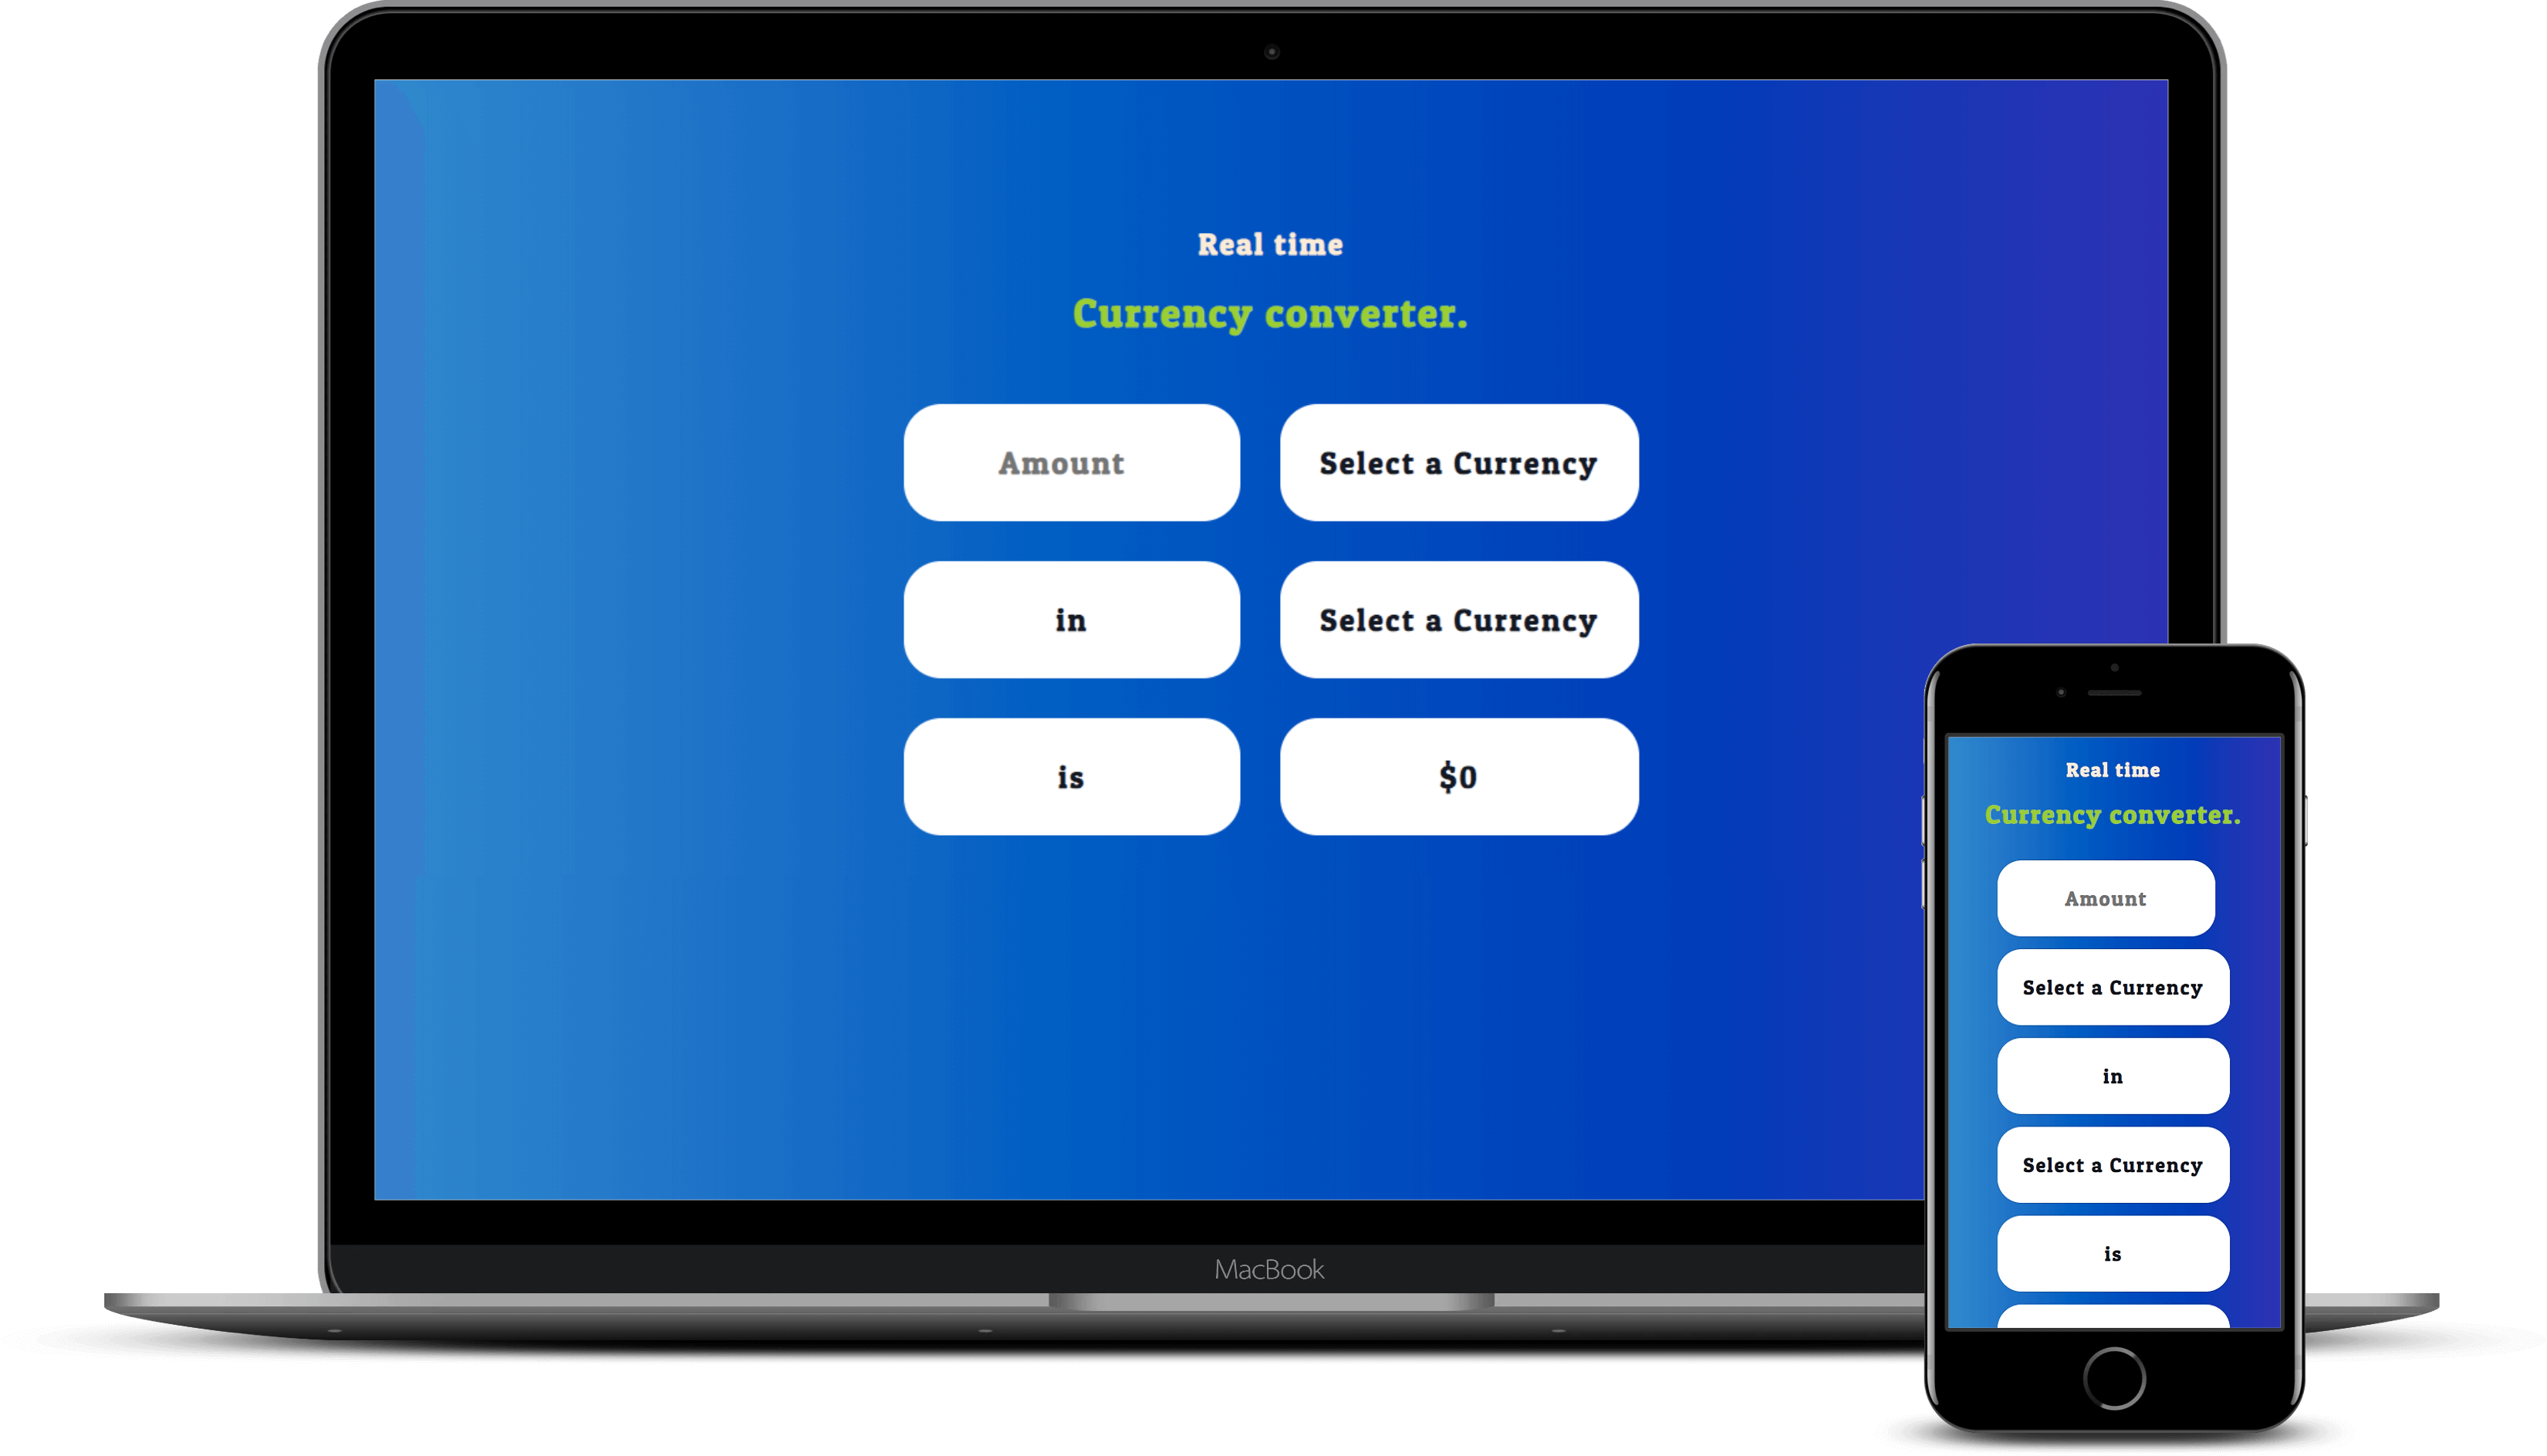 Real time
Currency converter.
Amount
Select a Currency
in
Select a Currency
is
$0
MacBook
Real time
Currency converter.
Amount
Select a Currency
in
Select a Currency
is